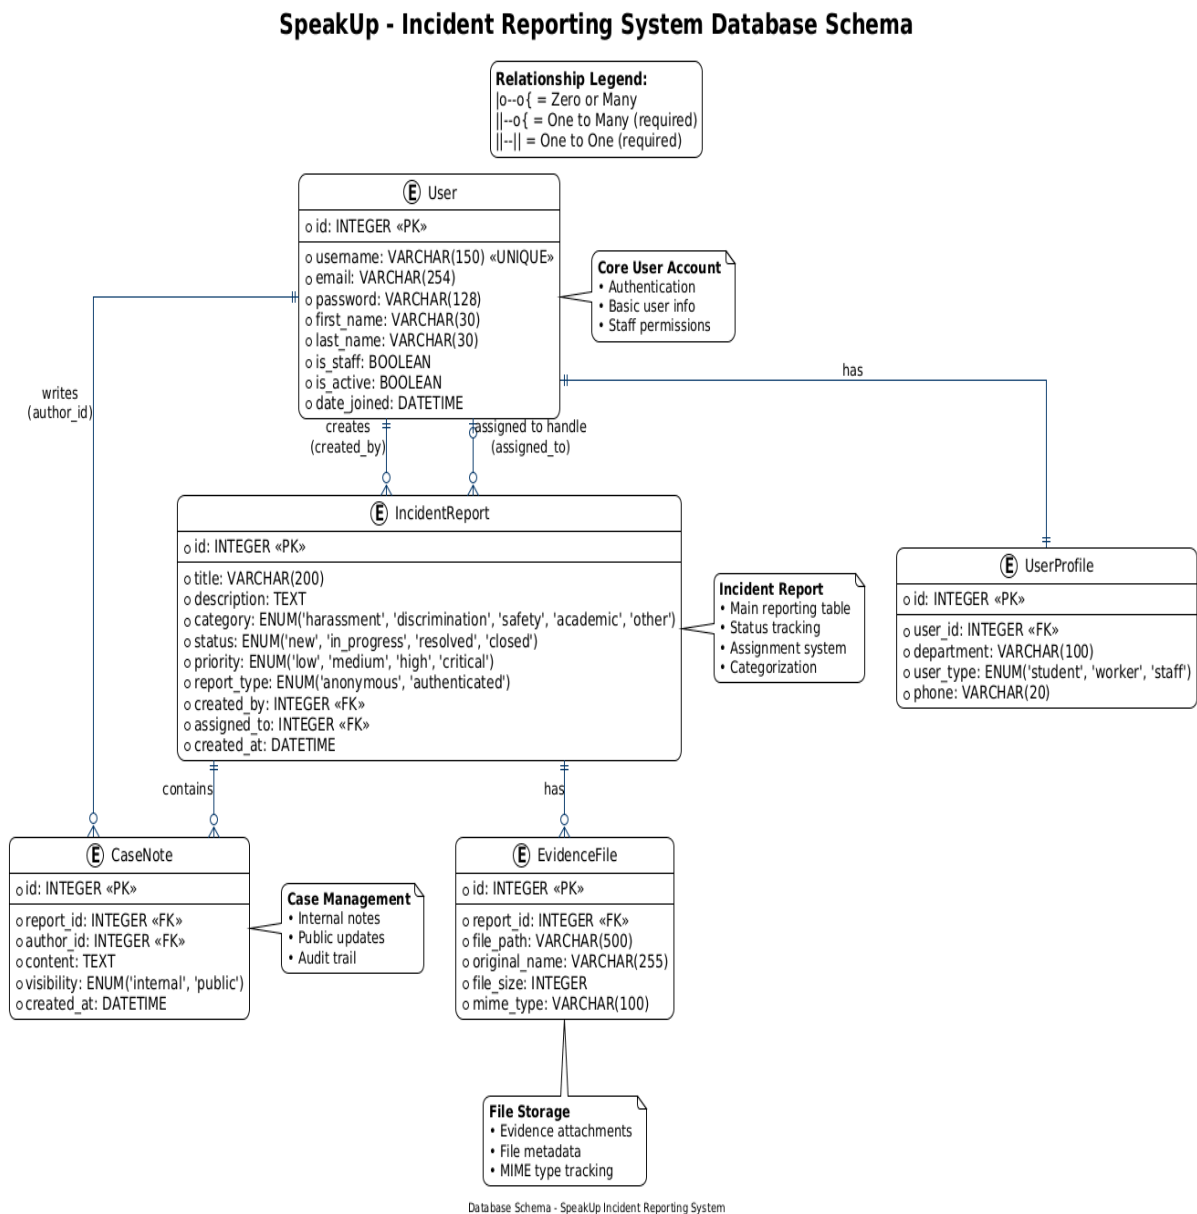 SpeakUp - Incident Reporting System Database Schema
Relationship Legend:
|o--o{ = Zero or Many
||--o{ = One to Many (required)
||--|| = One to One (required)
E User
id: INTEGER «PK»
username: VARCHAR(150) «UNIQUE»
email: VARCHAR(254)
password: VARCHAR(128)
first_name: VARCHAR(30)
last_name: VARCHAR(30)
is_staff: BOOLEAN
is_active: BOOLEAN
date_joined: DATETIME
Core User Account
• Authentication
• Basic user info
• Staff permissions
has
writes
(author_id)
creates
(created_by)
assigned to handle
(assigned_to)
E IncidentReport
id: INTEGER «PK»
title: VARCHAR(200)
description: TEXT
category: ENUM('harassment', 'discrimination', 'safety', 'academic', 'other')
status: ENUM('new', 'in_progress', 'resolved', 'closed')
priority: ENUM('low', 'medium', 'high', 'critical')
report_type: ENUM('anonymous', 'authenticated')
created_by: INTEGER «FK»
assigned_to: INTEGER «FK»
created_at: DATETIME
Incident Report
• Main reporting table
• Status tracking
• Assignment system
• Categorization
E UserProfile
id: INTEGER «PK»
user_id: INTEGER «FK»
department: VARCHAR(100)
user_type: ENUM('student', 'worker', 'staff')
phone: VARCHAR(20)
contains
has
E CaseNote
id: INTEGER «PK»
report_id: INTEGER «FK»
author_id: INTEGER «FK»
content: TEXT
visibility: ENUM('internal', 'public')
created_at: DATETIME
Case Management
• Internal notes
• Public updates
• Audit trail
E EvidenceFile
id: INTEGER «PK»
report_id: INTEGER «FK»
file_path: VARCHAR(500)
original_name: VARCHAR(255)
file_size: INTEGER
mime_type: VARCHAR(100)
File Storage
• Evidence attachments
• File metadata
• MIME type tracking
Database Schema - SpeakUp Incident Reporting System